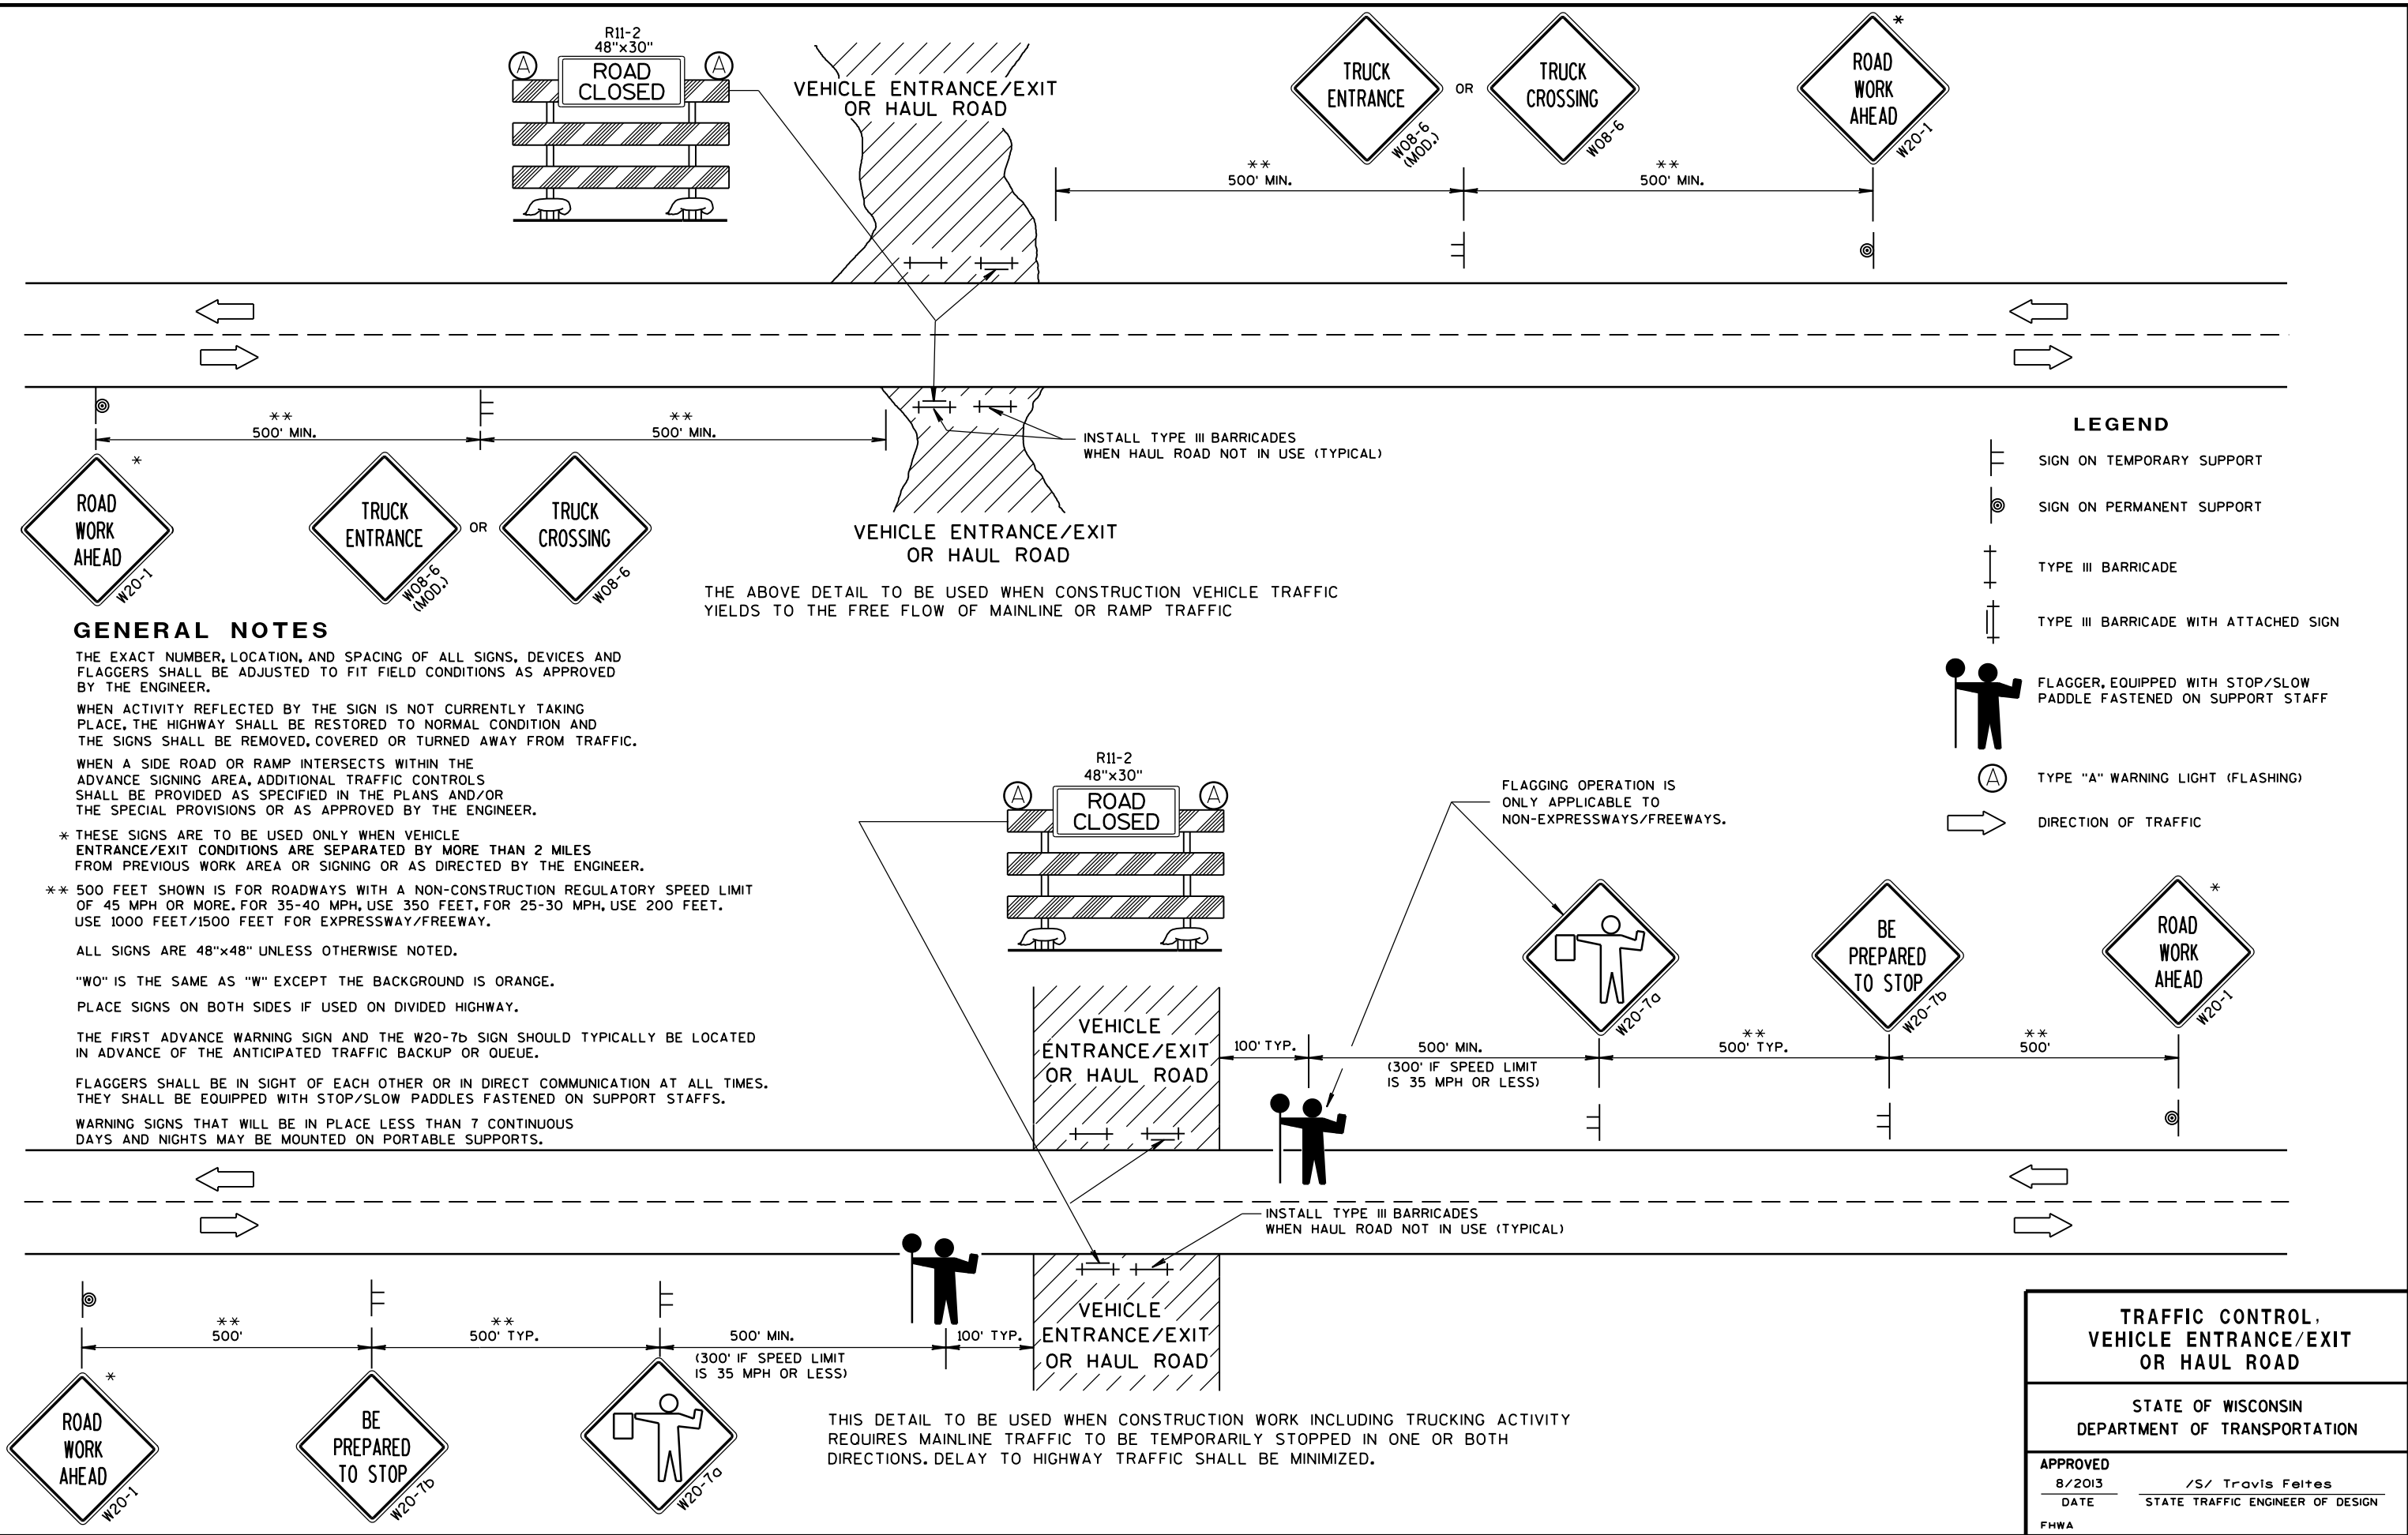 R11-2
48"x30"
A
ROAD
CLOSED
A
VEHICLE ENTRANCE/EXIT
OR HAUL ROAD
TRUCK
ENTRANCE
WO8-6
(MOD.)
OR
TRUCK
CROSSING
WO8-6
*
ROAD
WORK
AHEAD
W20-1
**
500' MIN.
**
500' MIN.
**
500' MIN.
**
500' MIN.
INSTALL TYPE III BARRICADES
WHEN HAUL ROAD NOT IN USE (TYPICAL)
*
ROAD
WORK
AHEAD
W20-1
TRUCK
ENTRANCE
WO8-6
(MOD.)
OR
TRUCK
CROSSING
WO8-6
VEHICLE ENTRANCE/EXIT
OR HAUL ROAD
THE ABOVE DETAIL TO BE USED WHEN CONSTRUCTION VEHICLE TRAFFIC
YIELDS TO THE FREE FLOW OF MAINLINE OR RAMP TRAFFIC
LEGEND
SIGN ON TEMPORARY SUPPORT
SIGN ON PERMANENT SUPPORT
TYPE III BARRICADE
TYPE III BARRICADE WITH ATTACHED SIGN
FLAGGER, EQUIPPED WITH STOP/SLOW
PADDLE FASTENED ON SUPPORT STAFF
A
TYPE "A" WARNING LIGHT (FLASHING)
DIRECTION OF TRAFFIC
GENERAL NOTES
THE EXACT NUMBER, LOCATION, AND SPACING OF ALL SIGNS, DEVICES AND
FLAGGERS SHALL BE ADJUSTED TO FIT FIELD CONDITIONS AS APPROVED
BY THE ENGINEER.
WHEN ACTIVITY REFLECTED BY THE SIGN IS NOT CURRENTLY TAKING
PLACE, THE HIGHWAY SHALL BE RESTORED TO NORMAL CONDITION AND
THE SIGNS SHALL BE REMOVED, COVERED OR TURNED AWAY FROM TRAFFIC.
WHEN A SIDE ROAD OR RAMP INTERSECTS WITHIN THE
ADVANCE SIGNING AREA, ADDITIONAL TRAFFIC CONTROLS
SHALL BE PROVIDED AS SPECIFIED IN THE PLANS AND/OR
THE SPECIAL PROVISIONS OR AS APPROVED BY THE ENGINEER.
* THESE SIGNS ARE TO BE USED ONLY WHEN VEHICLE
ENTRANCE/EXIT CONDITIONS ARE SEPARATED BY MORE THAN 2 MILES
FROM PREVIOUS WORK AREA OR SIGNING OR AS DIRECTED BY THE ENGINEER.
** 500 FEET SHOWN IS FOR ROADWAYS WITH A NON-CONSTRUCTION REGULATORY SPEED LIMIT
OF 45 MPH OR MORE. FOR 35-40 MPH, USE 350 FEET, FOR 25-30 MPH, USE 200 FEET.
USE 1000 FEET/1500 FEET FOR EXPRESSWAY/FREEWAY.
ALL SIGNS ARE 48"x48" UNLESS OTHERWISE NOTED.
"WO" IS THE SAME AS "W" EXCEPT THE BACKGROUND IS ORANGE.
PLACE SIGNS ON BOTH SIDES IF USED ON DIVIDED HIGHWAY.
THE FIRST ADVANCE WARNING SIGN AND THE W20-7b SIGN SHOULD TYPICALLY BE LOCATED
IN ADVANCE OF THE ANTICIPATED TRAFFIC BACKUP OR QUEUE.
FLAGGERS SHALL BE IN SIGHT OF EACH OTHER OR IN DIRECT COMMUNICATION AT ALL TIMES.
THEY SHALL BE EQUIPPED WITH STOP/SLOW PADDLES FASTENED ON SUPPORT STAFFS.
WARNING SIGNS THAT WILL BE IN PLACE LESS THAN 7 CONTINUOUS
DAYS AND NIGHTS MAY BE MOUNTED ON PORTABLE SUPPORTS.
R11-2
48"x30"
A
ROAD
CLOSED
A
FLAGGING OPERATION IS
ONLY APPLICABLE TO
NON-EXPRESSWAYS/FREEWAYS.
W20-7a
BE
PREPARED
TO STOP
W20-7b
*
ROAD
WORK
AHEAD
W20-1
VEHICLE
ENTRANCE/EXIT
OR HAUL ROAD
100' TYP.
500' MIN.
(300' IF SPEED LIMIT
IS 35 MPH OR LESS)
**
500' TYP.
**
500'
INSTALL TYPE III BARRICADES
WHEN HAUL ROAD NOT IN USE (TYPICAL)
**
500'
**
500' TYP.
500' MIN.
(300' IF SPEED LIMIT
IS 35 MPH OR LESS)
100' TYP.
VEHICLE
ENTRANCE/EXIT
OR HAUL ROAD
*
ROAD
WORK
AHEAD
W20-1
BE
PREPARED
TO STOP
W20-7b
W20-7a
THIS DETAIL TO BE USED WHEN CONSTRUCTION WORK INCLUDING TRUCKING ACTIVITY
REQUIRES MAINLINE TRAFFIC TO BE TEMPORARILY STOPPED IN ONE OR BOTH
DIRECTIONS. DELAY TO HIGHWAY TRAFFIC SHALL BE MINIMIZED.
TRAFFIC CONTROL,
VEHICLE ENTRANCE/EXIT
OR HAUL ROAD
STATE OF WISCONSIN
DEPARTMENT OF TRANSPORTATION
APPROVED
8/2013 /S/ Travis Feltes
DATE STATE TRAFFIC ENGINEER OF DESIGN
FHWA